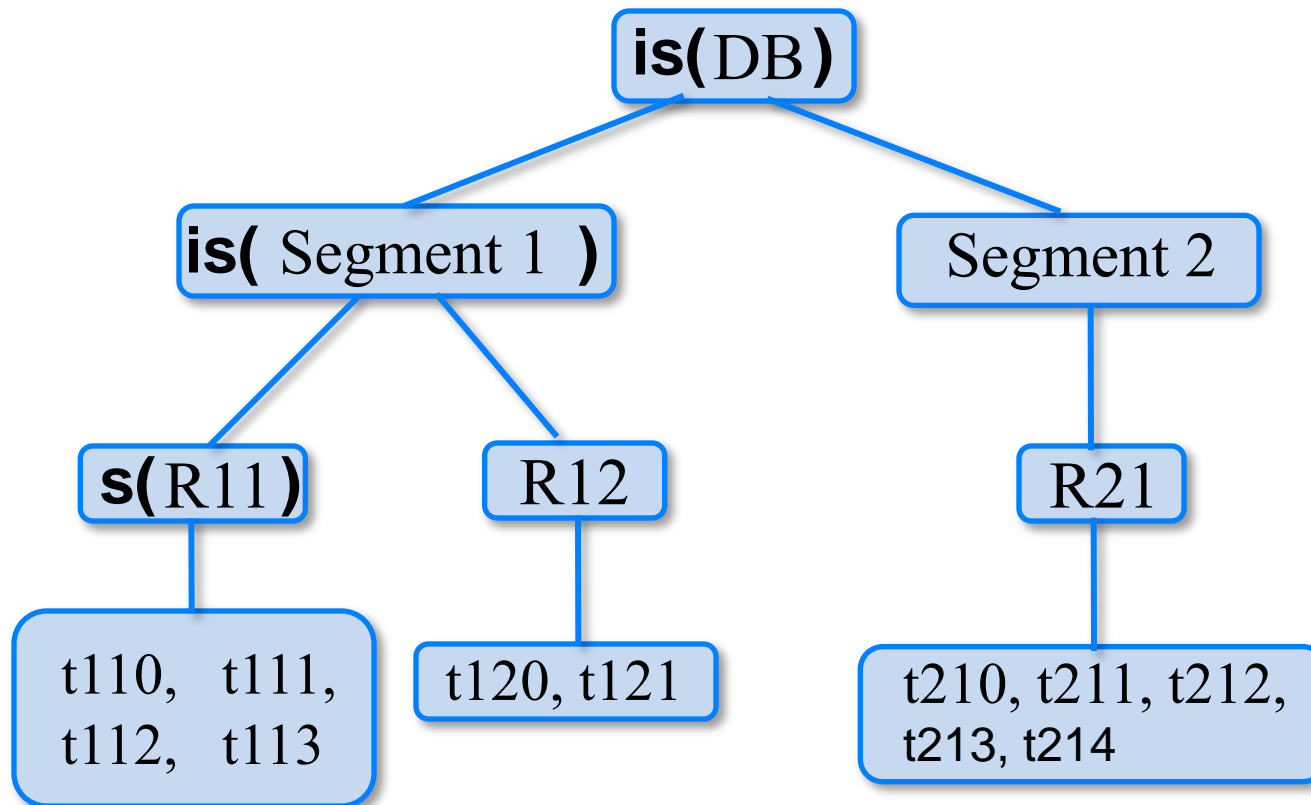 is(DB)
is( Segment 1 )
Segment 2
s(R11)
R12
R21
t110, t111,
t112, t113
t120, t121
t210, t211, t212,
t213, t214